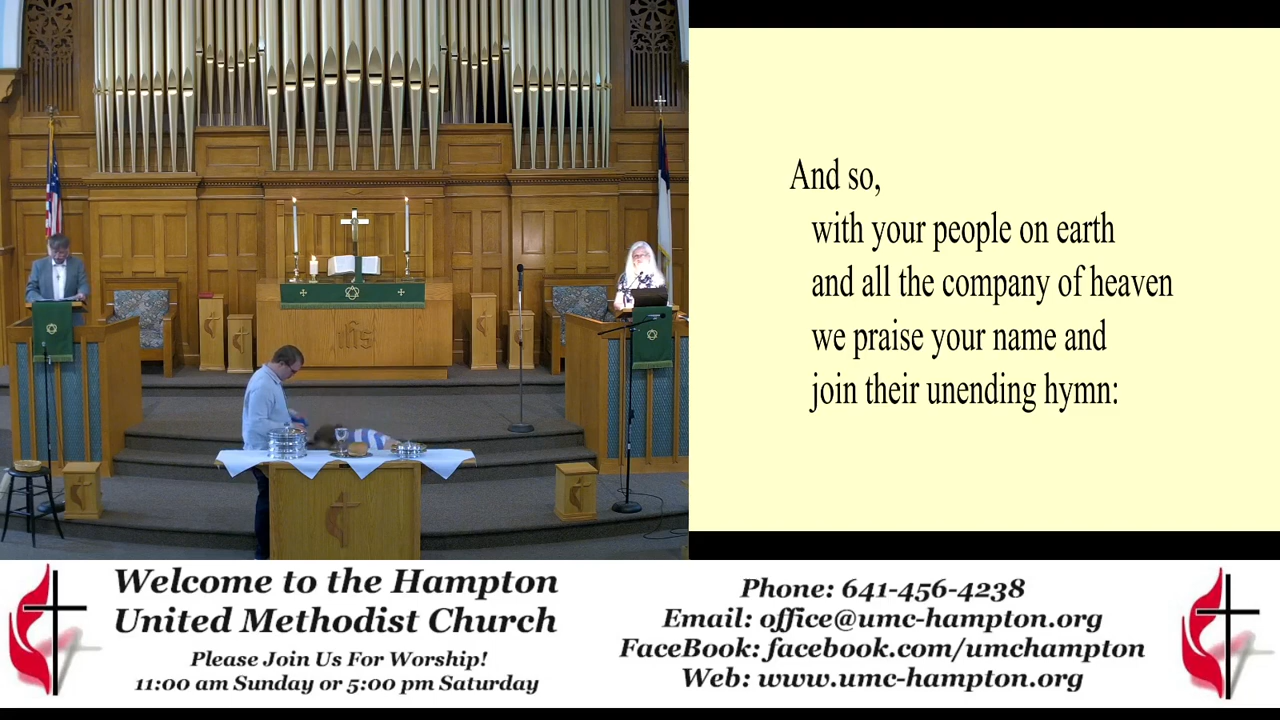 And so,
with your people on earth
and all the company of heaven
we praise your name and
join their unending hymn:
ihs
Welcome to the Hampton
United Methodist Church
Please Join Us For Worship!
11:00 am Sunday or 5:00 pm Saturday
Phone: 641-456-4238
Email: office@umc-hampton.org
FaceBook: facebook.com/umchampton
Web: www.umc-hampton.org